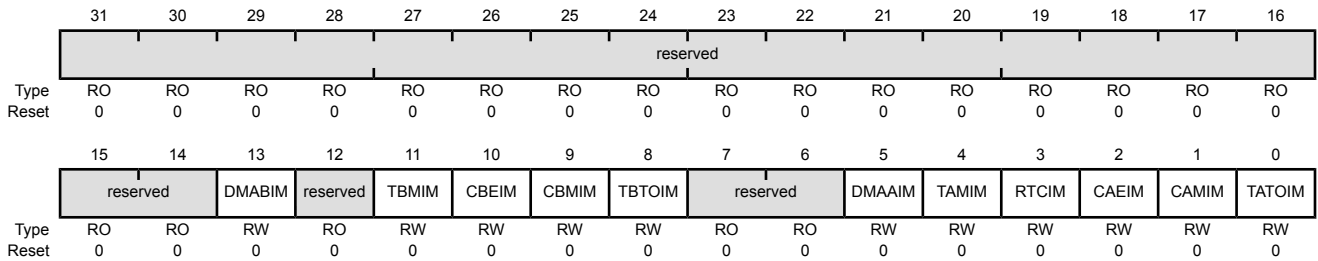 31 30 29 28 27 26 25 24 23 22 21 20 19 18 17 16
reserved
Type RO RO RO RO RO RO RO RO RO RO RO RO RO RO RO RO
Reset 0 0 0 0 0 0 0 0 0 0 0 0 0 0 0 0
15 14 13 12 11 10 9 8 7 6 5 4 3 2 1 0
reserved DMABIM reserved TBMIM CBEIM CBMIM TBTOIM reserved DMAAIM TAMIM RTCIM CAEIM CAMIM TATOIM
Type RO RO RW RO RW RW RW RW RO RO RW RW RW RW RW RW
Reset 0 0 0 0 0 0 0 0 0 0 0 0 0 0 0 0